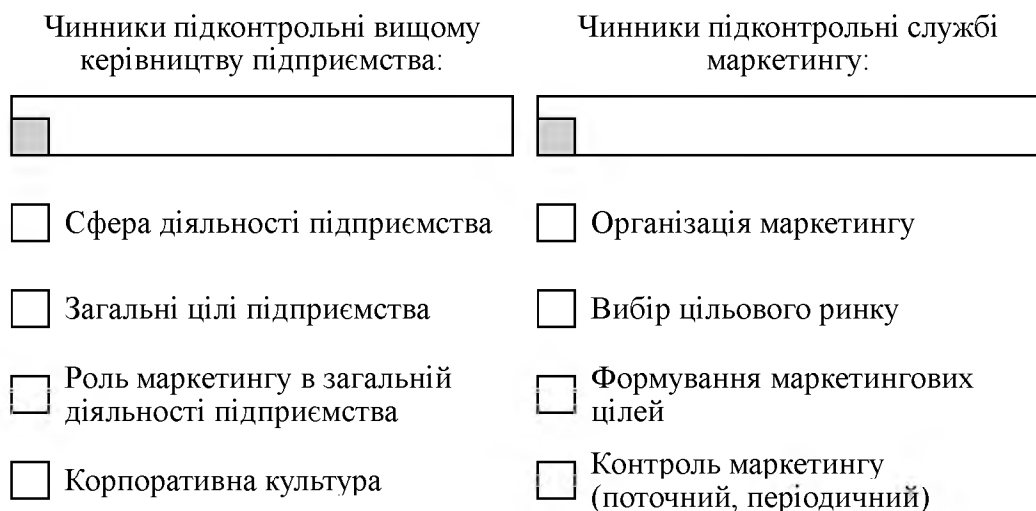 Чинники підконтрольні вищому
керівництву підприємства:
Сфера діяльності підприємства
Загальні цілі підприємства
Роль маркетингу в загальній
діяльності підприємства
Корпоративна культура
Чинники підконтрольні службі
маркетингу:
Організація маркетингу
Вибір цільового ринку
Формування маркетингових
цілей
Контроль маркетингу
(поточний, періодичний)